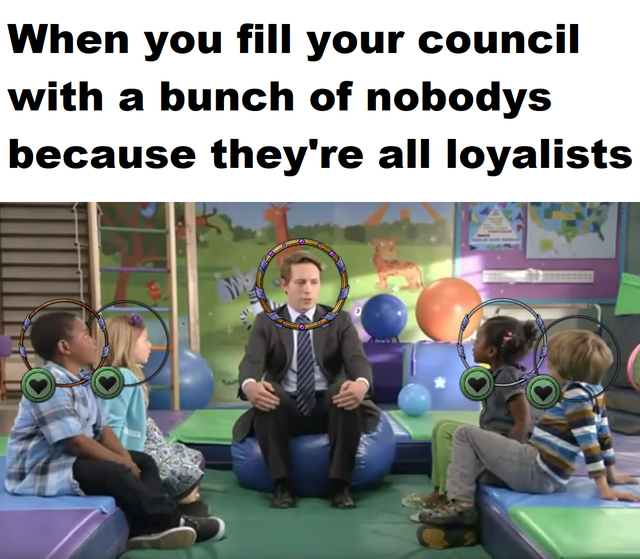 When you fill your council
with a bunch of nobodys
because they're all loyalists